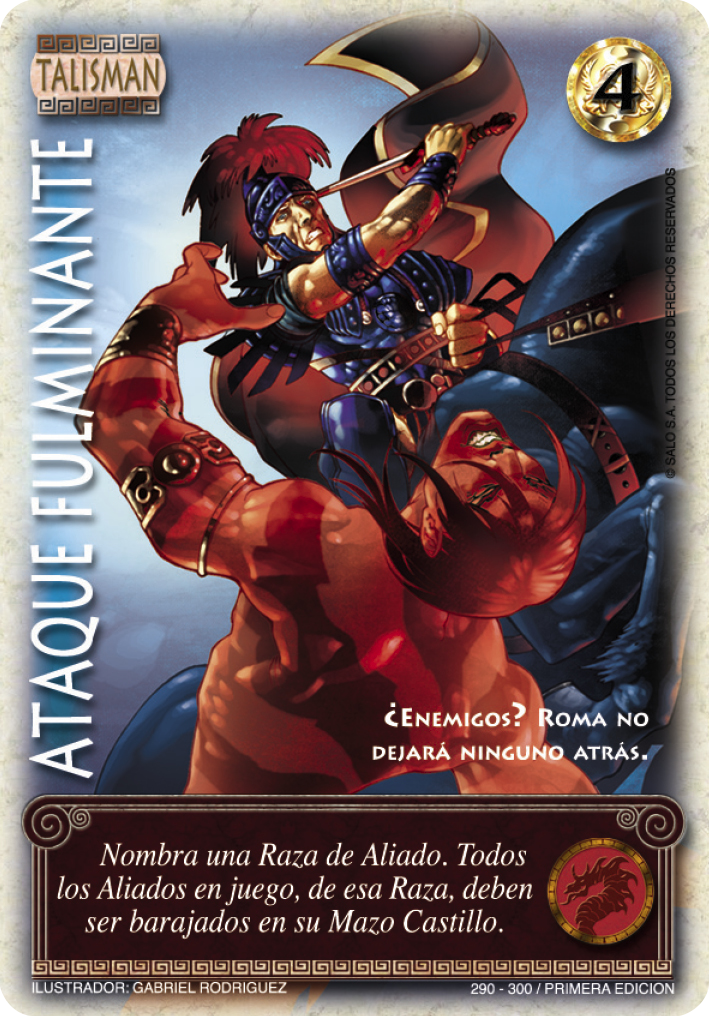 TALISMAN
4
ATAQUE FULMINANTE
© SALO S.A. TODOS LOS DERECHOS RESERVADOS
¿ENEMIGOS? ROMA NO
DEJARÁ NINGUNO ATRÁS.
Nombra una Raza de Aliado. Todos
los Aliados en juego, de esa Raza, deben
ser barajados en su Mazo Castillo.
ILUSTRADOR: GABRIEL RODRIGUEZ
290 - 300 / PRIMERA EDICION